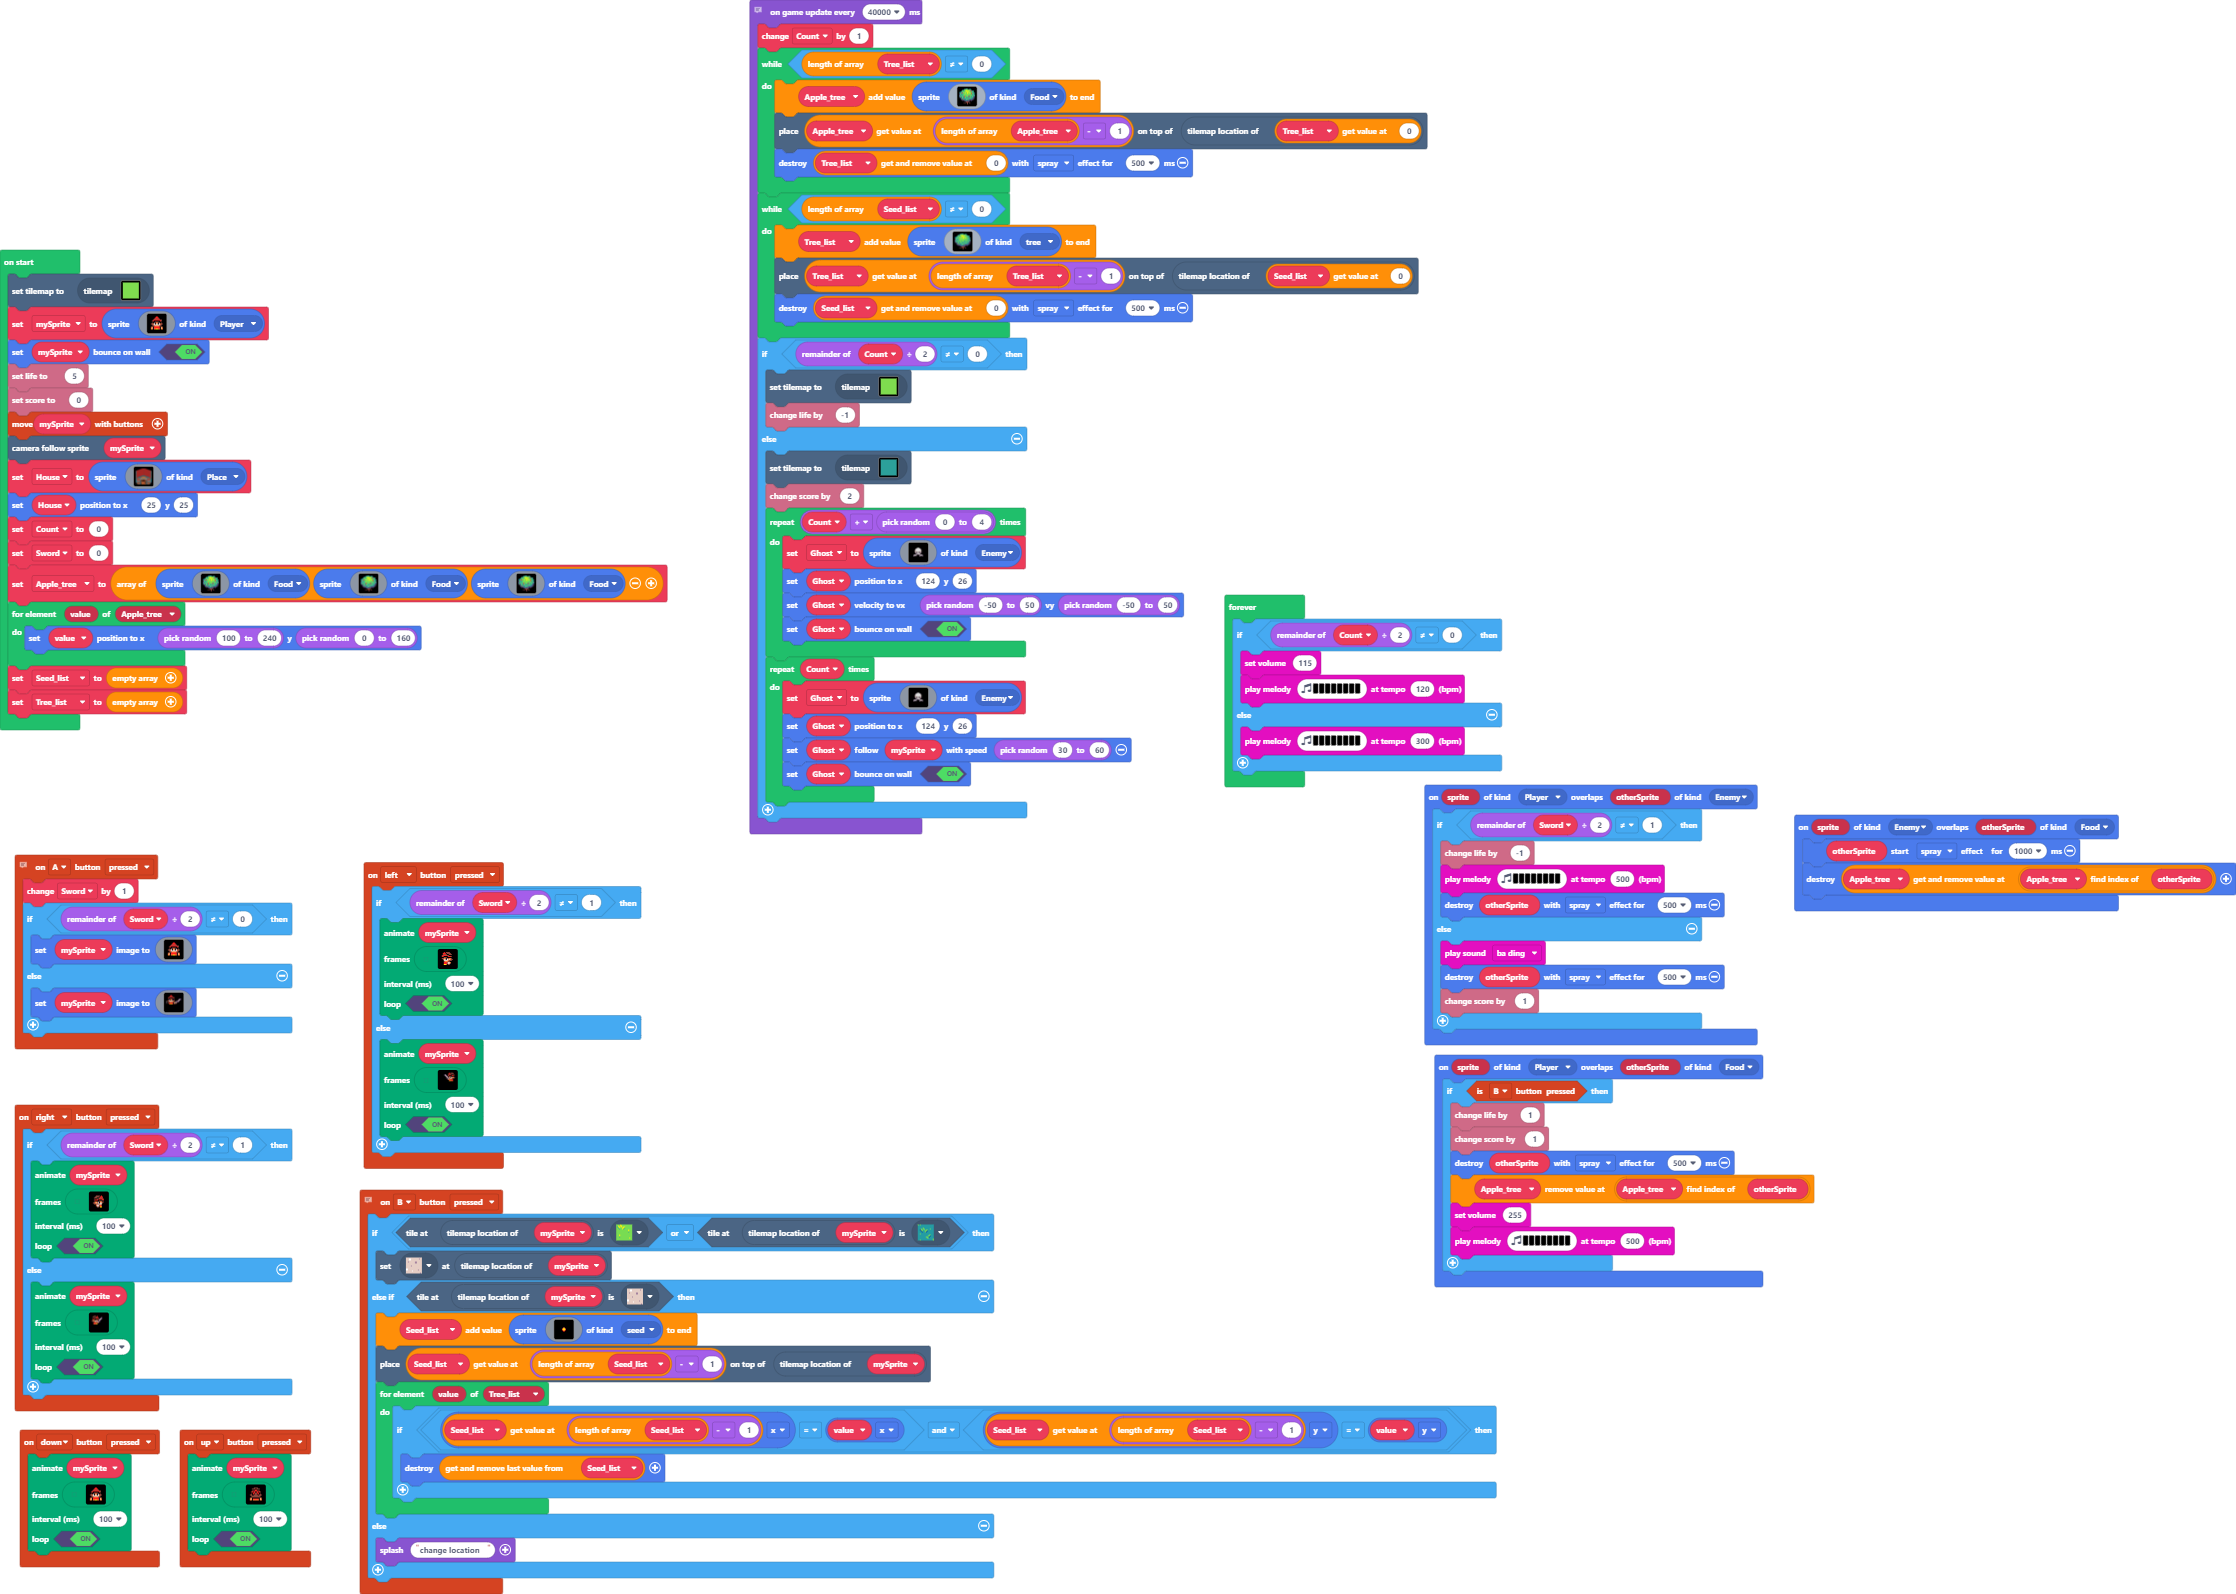 on start
set tilemap to tilemap
set mySprite to sprite of kind Player
set mySprite bounce on wall ON
set life to 5
set score to 0
move mySprite with buttons
camera follow sprite mySprite
set House to sprite of kind Place
set House position to x 25 y 25
set Count to 0
set Sword to 0
set Apple_tree to array of sprite of kind Food sprite of kind Food sprite of kind Food
for element value of Apple_tree
do set value position to x pick random 100 to 240 y pick random 0 to 160
set Seed_list to empty array
set Tree_list to empty array
on game update every 40000 ms
change Count by 1
while length of array Tree_list ≠ 0
do Apple_tree add value sprite of kind Food to end
place Apple_tree get value at length of array Apple_tree - 1 on top of tilemap location of Tree_list get value at 0
destroy Tree_list get and remove value at 0 with spray effect for 500 ms
while length of array Seed_list ≠ 0
do Tree_list add value sprite of kind tree to end
place Tree_list get value at length of array Tree_list - 1 on top of tilemap location of Seed_list get value at 0
destroy Seed_list get and remove value at 0 with spray effect for 500 ms
if remainder of Count ÷ 2 ≠ 0 then
set tilemap to tilemap
change life by -1
else
set tilemap to tilemap
change score by 2
repeat Count + pick random 0 to 4 times
do set Ghost to sprite of kind Enemy
set Ghost position to x 124 y 26
set Ghost velocity to vx pick random -50 to 50 vy pick random -50 to 50
set Ghost bounce on wall ON
repeat Count times
do set Ghost to sprite of kind Enemy
set Ghost position to x 124 y 26
set Ghost follow mySprite with speed pick random 30 to 60
set Ghost bounce on wall ON
forever
if remainder of Count ÷ 2 ≠ 0 then
set volume 115
play melody at tempo 120 (bpm)
else
play melody at tempo 300 (bpm)
on sprite of kind Player overlaps otherSprite of kind Enemy
if remainder of Sword ÷ 2 ≠ 1 then
change life by -1
play melody at tempo 500 (bpm)
destroy otherSprite with spray effect for 500 ms
else
play sound ba ding
destroy otherSprite with spray effect for 500 ms
change score by 1
on sprite of kind Enemy overlaps otherSprite of kind Food
otherSprite start spray effect for 1000 ms
destroy Apple_tree get and remove value at Apple_tree find index of otherSprite
on sprite of kind Player overlaps otherSprite of kind Food
if is B button pressed then
change life by 1
change score by 1
destroy otherSprite with spray effect for 500 ms
Apple_tree remove value at Apple_tree find index of otherSprite
set volume 255
play melody at tempo 500 (bpm)
on A button pressed
change Sword by 1
if remainder of Sword ÷ 2 ≠ 0 then
set mySprite image to
else
set mySprite image to
on left button pressed
if remainder of Sword ÷ 2 ≠ 1 then
animate mySprite
frames
interval (ms) 100
loop ON
else
animate mySprite
frames
interval (ms) 100
loop ON
on right button pressed
if remainder of Sword ÷ 2 ≠ 1 then
animate mySprite
frames
interval (ms) 100
loop ON
else
animate mySprite
frames
interval (ms) 100
loop ON
on down button pressed
animate mySprite
frames
interval (ms) 100
loop ON
on up button pressed
animate mySprite
frames
interval (ms) 100
loop ON
on B button pressed
if tile at tilemap location of mySprite is or tile at tilemap location of mySprite is then
set at tilemap location of mySprite
else if tile at tilemap location of mySprite is then
Seed_list add value sprite of kind seed to end
place Seed_list get value at length of array Seed_list - 1 on top of tilemap location of mySprite
for element value of Tree_list
do if Seed_list get value at length of array Seed_list - 1 x = value x and Seed_list get value at length of array Seed_list - 1 y = value y then
destroy get and remove last value from Seed_list
else
splash "change location"